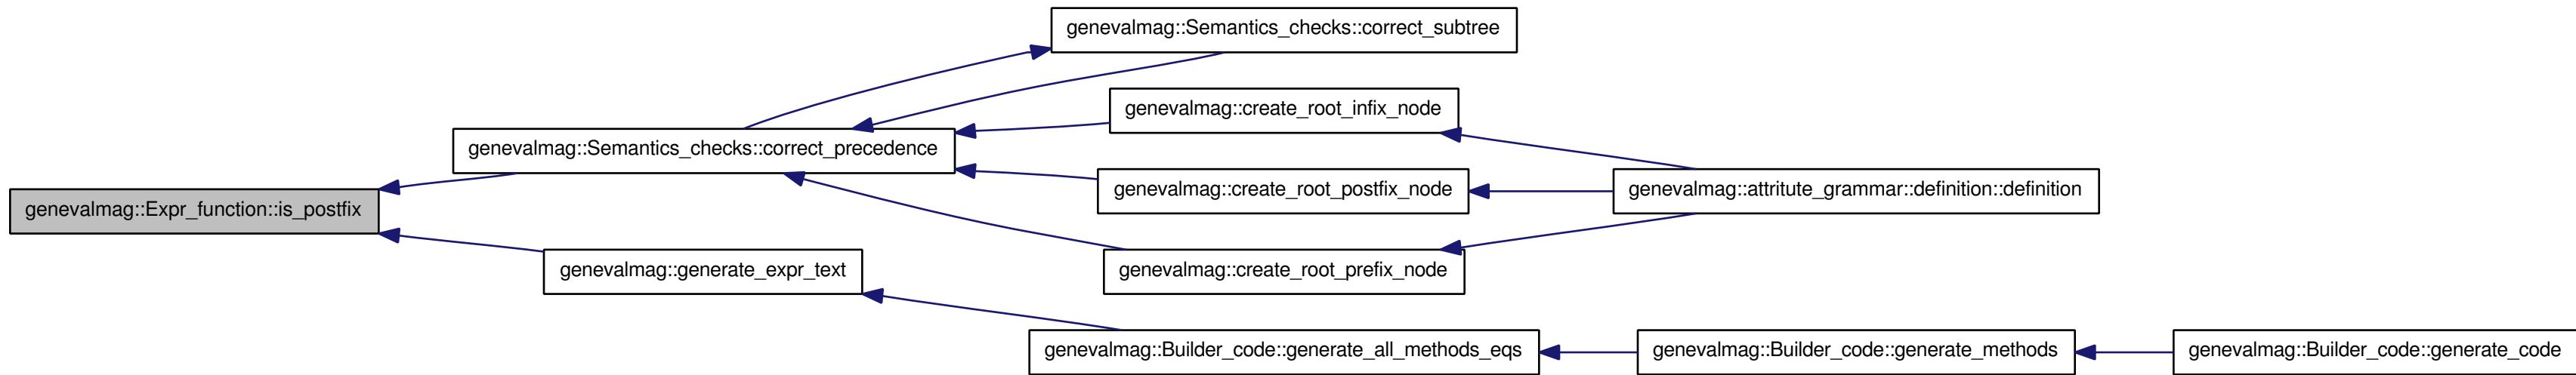 genevalmag::Semantics_checks::correct_subtree
genevalmag::create_root_infix_node
genevalmag::Semantics_checks::correct_precedence
genevalmag::create_root_postfix_node
genevalmag::attritute_grammar::definition::definition
genevalmag::Expr_function::is_postfix
genevalmag::generate_expr_text
genevalmag::create_root_prefix_node
genevalmag::Builder_code::generate_all_methods_eqs
genevalmag::Builder_code::generate_methods
genevalmag::Builder_code::generate_code